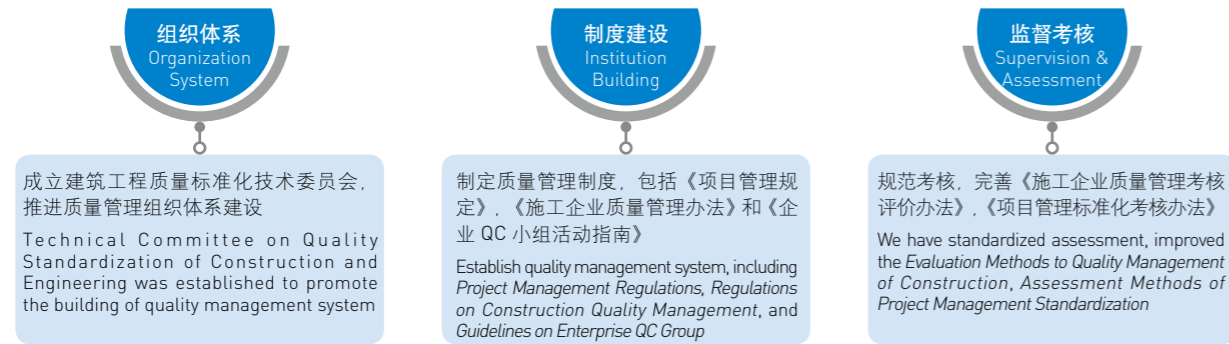 组织体系
Organization
System
成立建筑工程质量标准化技术委员会，
推进质量管理组织体系建设
Technical Committee on Quality
Standardization of Construction and
Engineering was established to promote
the building of quality management system
制度建设
Institution
Building
制定质量管理制度，包括《项目管理规
定》，《施工企业质量管理办法》和《企
业 QC 小组活动指南》
Establish quality management system, including
Project Management Regulations, Regulations
on Construction Quality Management, and
Guidelines on Enterprise QC Group
监督考核
Supervision &
Assessment
规范考核，完善《施工企业质量管理考核
评价办法》，《项目管理标准化考核办法》
We have standardized assessment, improved
the Evaluation Methods to Quality Management
of Construction, Assessment Methods of
Project Management Standardization